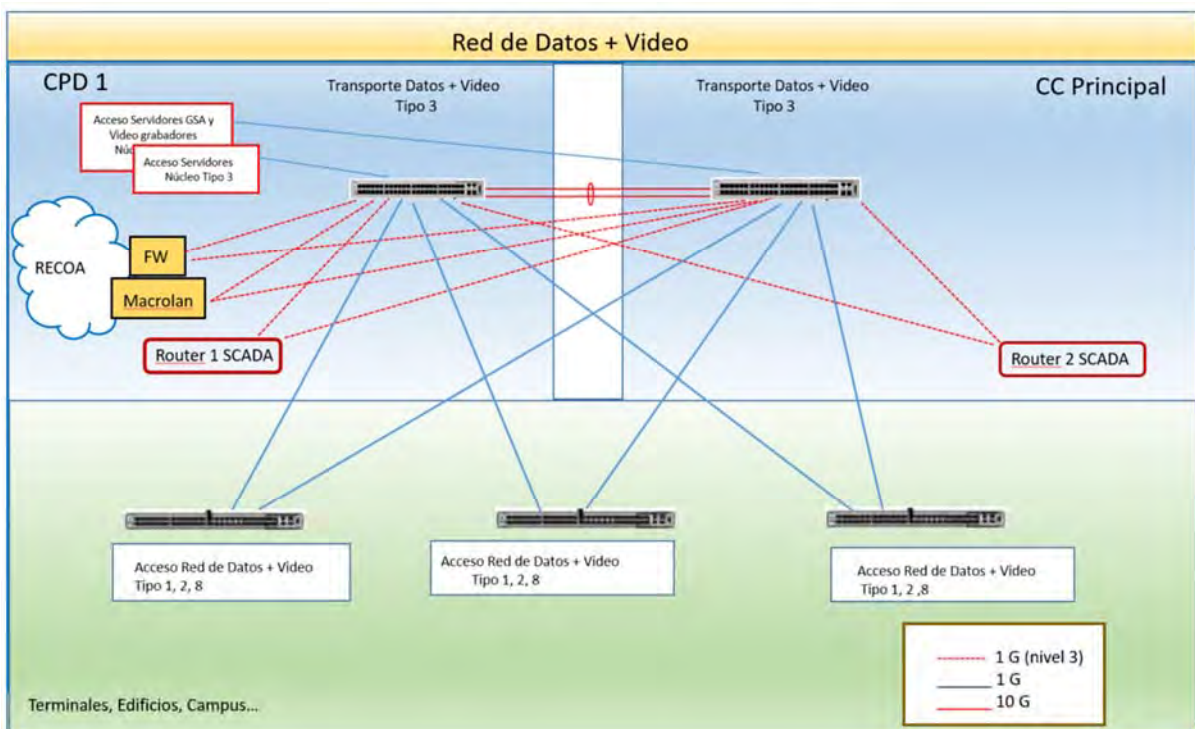 Red de Datos + Video
CPD 1
Transporte Datos + Video
Tipo 3
Transporte Datos + Video
Tipo 3
CC Principal
Acceso Servidores GSA y
Video grabadores
Acceso Servidores
Núcleo Tipo 3
RECOA
FW
Macrolan
Router 1 SCADA
Router 2 SCADA
Acceso Red de Datos + Video
Tipo 1, 2, 8
Acceso Red de Datos + Video
Tipo 1, 2, 8
Acceso Red de Datos + Video
Tipo 1, 2 ,8
1 G (nivel 3)
1 G
10 G
Terminales, Edificios, Campus...